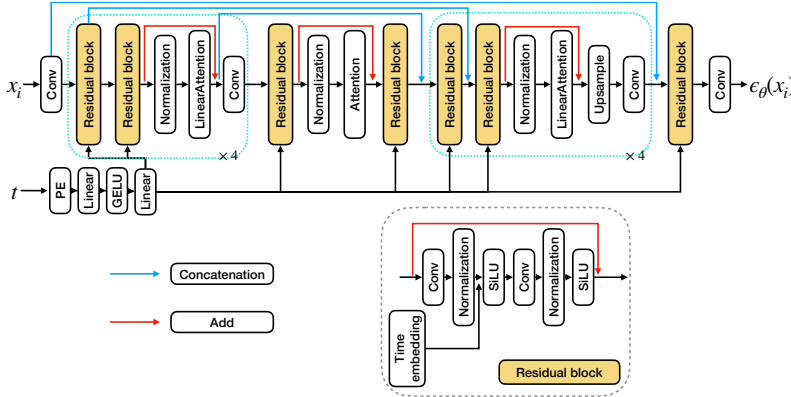 x_i
Conv
Residual block
Residual block
Normalization
LinearAttention
Conv
× 4
Residual block
Normalization
Attention
Residual block
Residual block
Residual block
Normalization
LinearAttention
Upsample
Conv
× 4
Residual block
Conv
ϵ_θ(x_i)
t
PE
Linear
GELU
Linear
Concatenation
Add
Conv
Normalization
SiLU
Conv
Normalization
SiLU
Time
embedding
Residual block